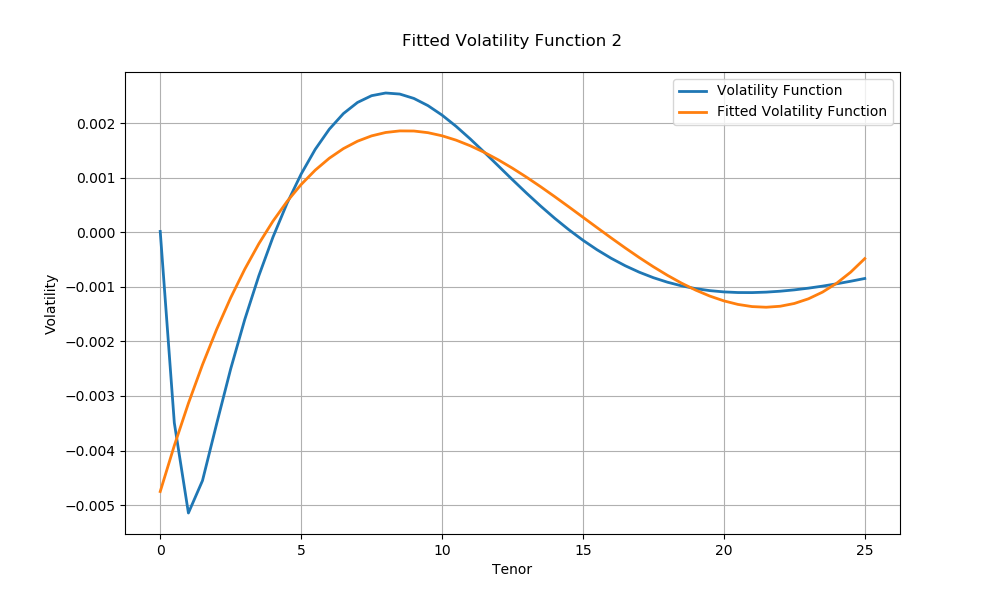 Fitted Volatility Function 2
Volatility Function
Fitted Volatility Function
0.002
0.001
0.000
−0.001
−0.002
−0.003
−0.004
−0.005
Volatility
0 5 10 15 20 25
Tenor